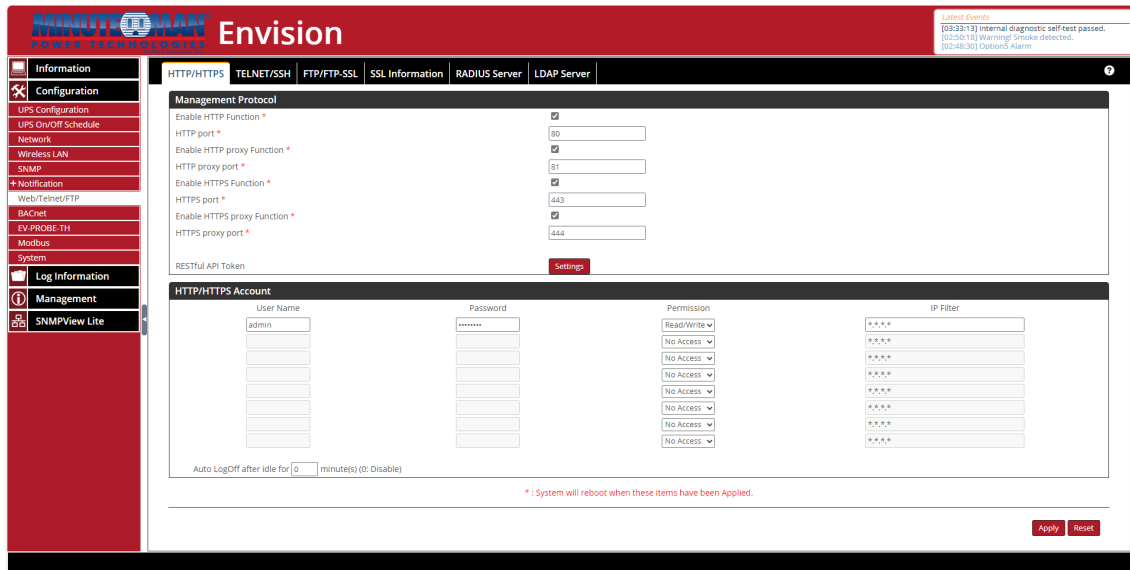 MINUTEMAN
POWER TECHNOLOGIES
Envision
Latest Events
[03:33:13] Internal diagnostic self-test passed.
[02:50:18] Warning! Smoke detected.
[02:48:30] Option5 Alarm
Information
Configuration
UPS Configuration
UPS On/Off Schedule
Network
Wireless LAN
SNMP
+ Notification
Web/Telnet/FTP
BACnet
EV-PROBE-TH
Modbus
System
Log Information
Management
SNMPView Lite
HTTP/HTTPS TELNET/SSH FTP/FTP-SSL SSL Information RADIUS Server LDAP Server ?
Management Protocol
Enable HTTP Function *
HTTP port * 80
Enable HTTP proxy Function *
HTTP proxy port * 81
Enable HTTPS Function *
HTTPS port * 443
Enable HTTPS proxy Function *
HTTPS proxy port * 444
RESTful API Token Settings
HTTP/HTTPS Account
User Name Password Permission IP Filter
admin •••••••• Read/Write *.*.*.*
No Access *.*.*.*
No Access *.*.*.*
No Access *.*.*.*
No Access *.*.*.*
No Access *.*.*.*
No Access *.*.*.*
No Access *.*.*.*
Auto LogOff after idle for 0 minute(s) (0: Disable)
* : System will reboot when these items have been Applied.
Apply Reset